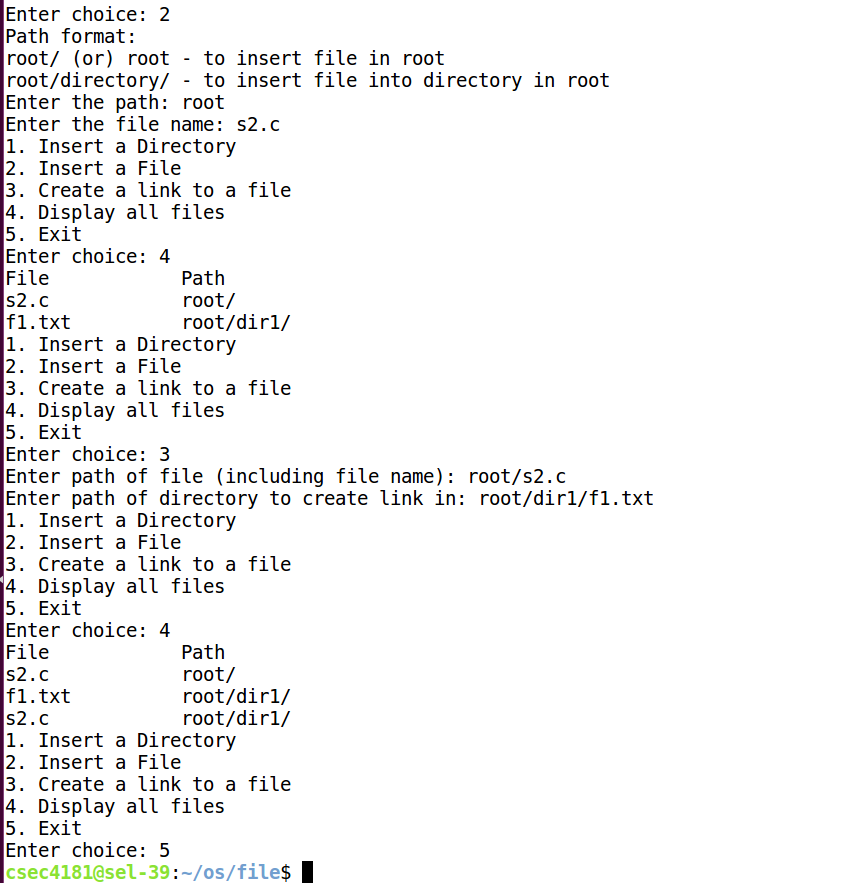 Enter choice: 2
Path format:
root/ (or) root - to insert file in root
root/directory/ - to insert file into directory in root
Enter the path: root
Enter the file name: s2.c
1. Insert a Directory
2. Insert a File
3. Create a link to a file
4. Display all files
5. Exit
Enter choice: 4
File            Path
s2.c            root/
f1.txt          root/dir1/
1. Insert a Directory
2. Insert a File
3. Create a link to a file
4. Display all files
5. Exit
Enter choice: 3
Enter path of file (including file name): root/s2.c
Enter path of directory to create link in: root/dir1/f1.txt
1. Insert a Directory
2. Insert a File
3. Create a link to a file
4. Display all files
5. Exit
Enter choice: 4
File            Path
s2.c            root/
f1.txt          root/dir1/
s2.c            root/dir1/
1. Insert a Directory
2. Insert a File
3. Create a link to a file
4. Display all files
5. Exit
Enter choice: 5
csec4181@sel-39:~/os/file$